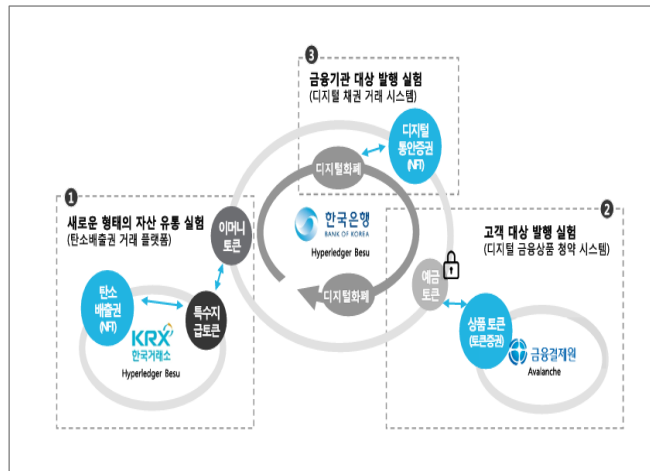 ❸
금융기관 대상 발행 실험
(디지털 채권 거래 시스템)
디지털
통안증권
(NFT)
디지털화폐
❶
새로운 형태의 자산 유통 실험
(탄소배출권 거래 플랫폼)
이머니
토큰
한국은행
BANK OF KOREA
Hyperledger Besu
❷
고객 대상 발행 실험
(디지털 금융상품 청약 시스템)
예금
토큰
디지털화폐
탄소
배출권
(NFT)
특수지
급토큰
KRX
한국거래소
Hyperledger Besu
상품 토큰
(토큰증권)
금융결제원
Avalanche